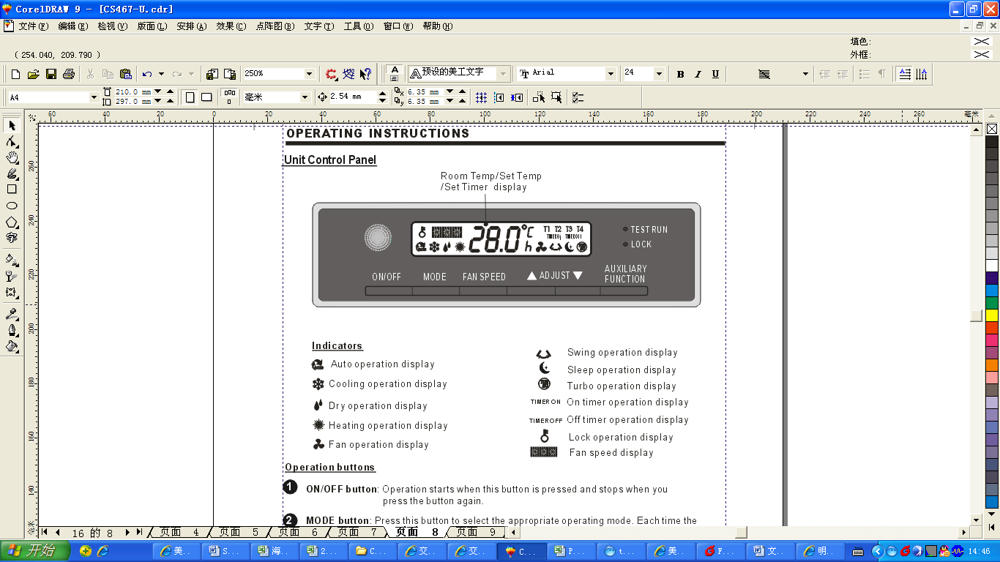 CorelDRAW 9 - [CS467-U.cdr]
文件(F) 编辑(E) 检视(V) 版面(L) 安排(A) 效果(C) 点阵图(B) 文字(T) 工具(O) 窗口(W) 帮助(H)
填色:
( 254.040, 209.790 )
外框:
250% 预设的美工文字 Arial 24 B I U
A4 210.0 mm 297.0 mm 毫米 2.54 mm 6.35 mm 6.35 mm
60 40 20 0 20 40 60 80 100 120 140 160 180 200 220 240 260 毫米
260
240
220
200
180
160
140
毫米
OPERATING INSTRUCTIONS
Unit Control Panel
Room Temp/Set Temp
/Set Timer display
28.0°C h T1 T2 T3 T4
TEST RUN
LOCK
ON/OFF MODE FAN SPEED ▲ ADJUST ▼ AUXILIARY
FUNCTION
Indicators
Auto operation display
Cooling operation display
Dry operation display
Heating operation display
Fan operation display
Swing operation display
Sleep operation display
Turbo operation display
TIMER ON On timer operation display
TIMER OFF Off timer operation display
Lock operation display
Fan speed display
Operation buttons
1 ON/OFF button: Operation starts when this button is pressed and stops when you
press the button again.
2 MODE button: Press this button to select the appropriate operating mode. Each time the
16 的 8 页面 4 页面 5 页面 6 页面 7 页面 8 页面 9
开始 美... S... 海... 2... C... 交... 交... C... P... t... 美... F... 文... 明... 14:46